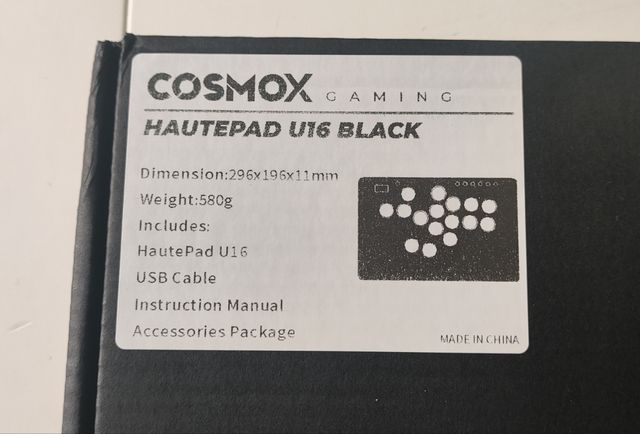 COSMOX GAMING
HAUTEPAD U16 BLACK
Dimension:296x196x11mm
Weight:580g
Includes:
HautePad U16
USB Cable
Instruction Manual
Accessories Package
MADE IN CHINA